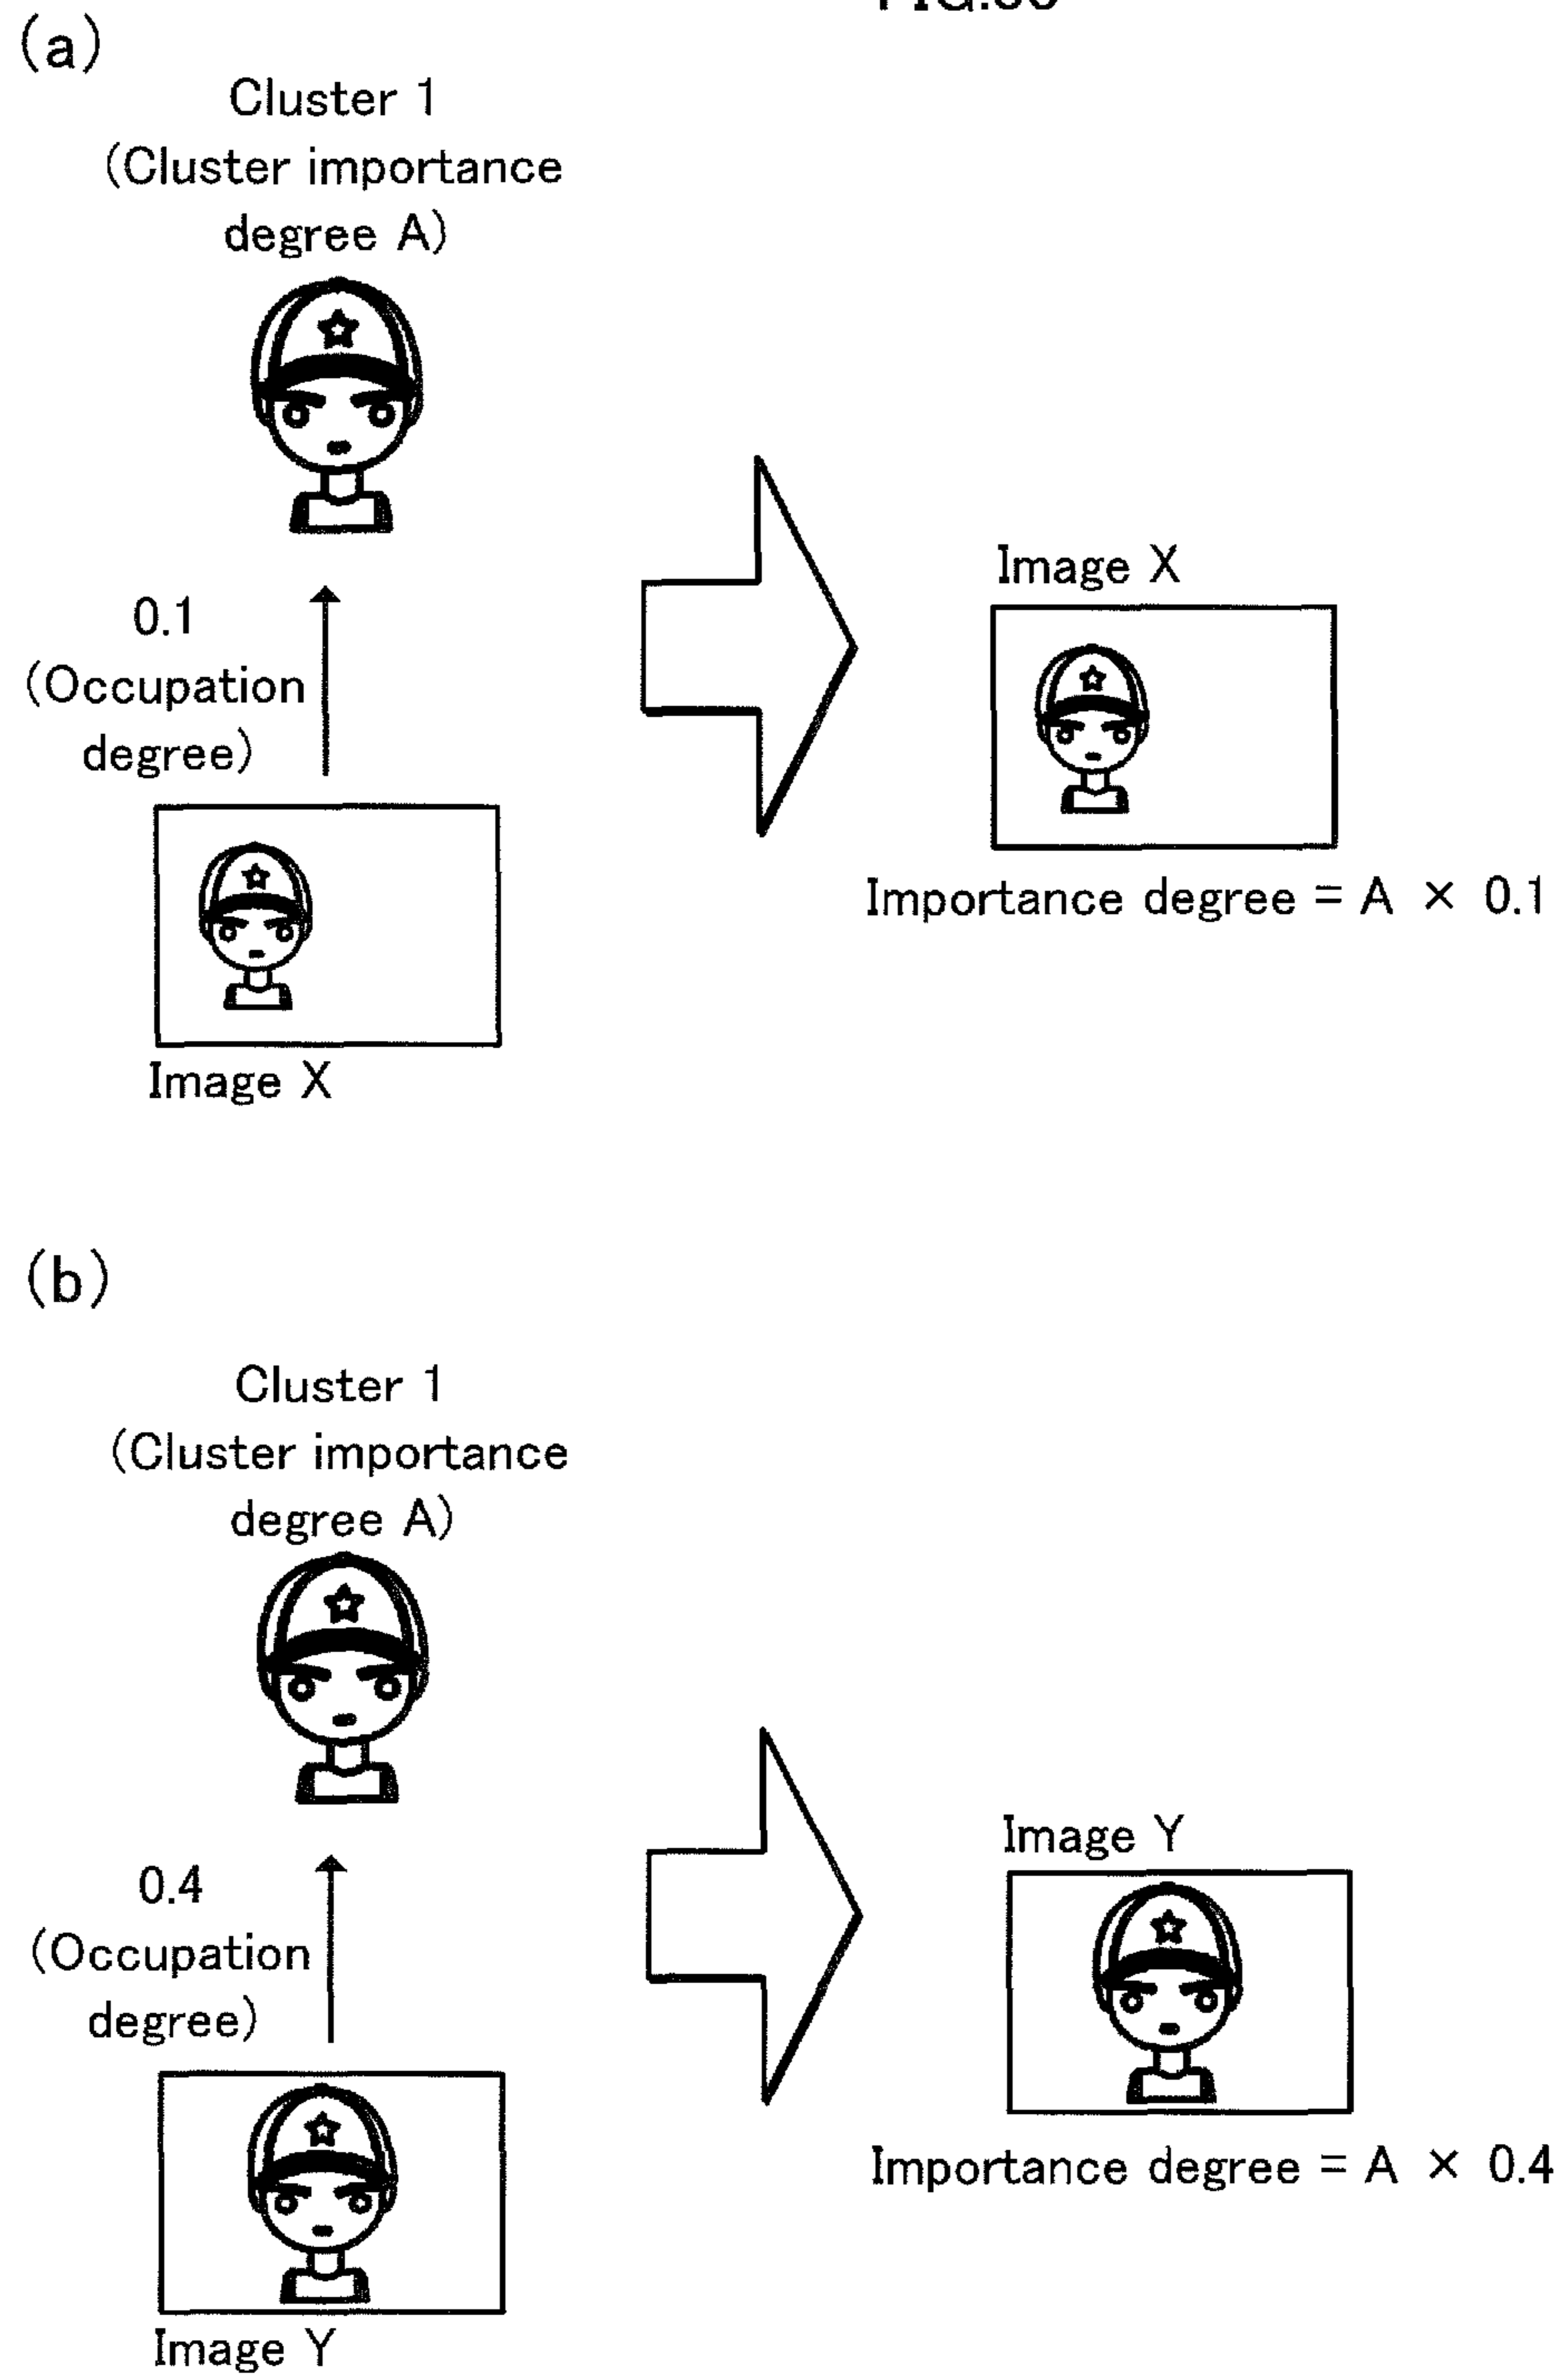 (a)
Cluster 1
(Cluster importance
degree A)
0.1
(Occupation
degree)
Image X
Image X
Importance degree = A × 0.1
(b)
Cluster 1
(Cluster importance
degree A)
0.4
(Occupation
degree)
Image Y
Image Y
Importance degree = A × 0.4